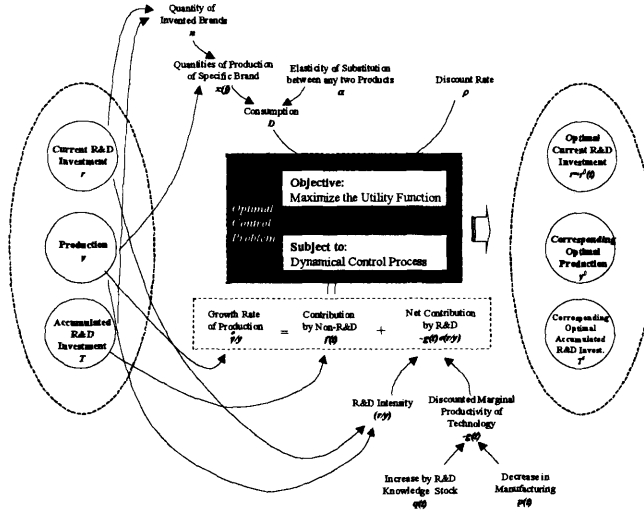 Quantity of
Invented Brands
n
Quantities of Production
of Specific Brand
x(j)
Elasticity of Substitution
between any two Products
α
Discount Rate
ρ
Consumption
D
Current R&D
Investment
r
Production
y
Accumulated
R&D
Investment
T
Optimal
Control
Problem
Objective:
Maximize the Utility Function
Subject to:
Dynamical Control Process
Optimal
Current R&D
Investment
Corresponding
Optimal
Production
Corresponding
Optimal
Accumulated
R&D Invest.
Growth Rate
of Production
=
Contribution
by Non-R&D
f(t)
+
Net Contribution
by R&D
R&D Intensity
(r/y)
Discounted Marginal
Productivity of
Technology
-g(t)
Increase by R&D
Knowledge Stock
q(t)
Decrease in
Manufacturing
p(t)